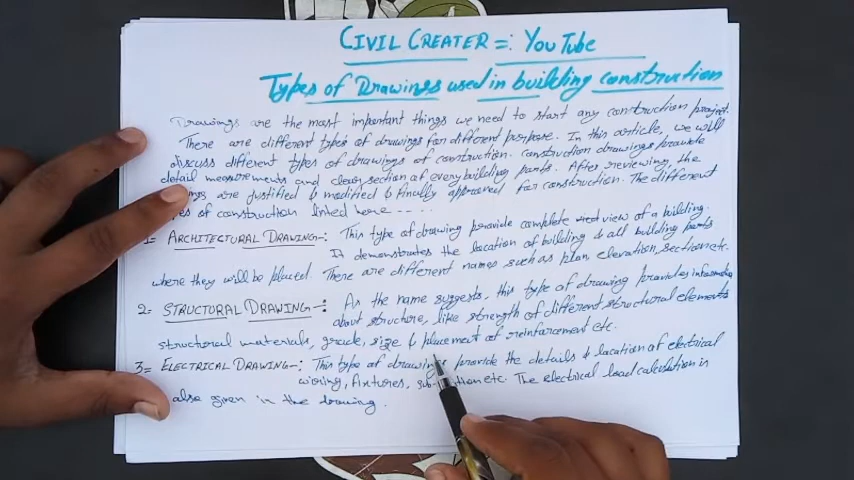 CIVIL CREATER =: YouTube
Types of Drawings used in building construction
Drawings are the most important things we need to start any construction project.
There are different types of drawings for different perpose. In this article, we will
discuss different types of drawings of construction. Construction drawings provide
detail measurements and clear section of every building parts. After reviewing, the
ings are justified & modified & finally approved for construction. The different
es of construction listed here ....
1- ARCHITECTURAL DRAWING-: This type of drawing provide complete view of a building.
It demonstrates the location of building & all building parts
where they will be placed. There are different names such as plan elevation, section etc.
2- STRUCTURAL DRAWING-: As the name suggests, this type of drawing provides
about structure, like strength of different structural elements
structural materials, grade, size & placement of reinforcement etc.
3- ELECTRICAL DRAWING-: This type of drawings provide the details & location of electrical
wiring, fixtures, etc. The electrical load calculation is
also given in the drawing.